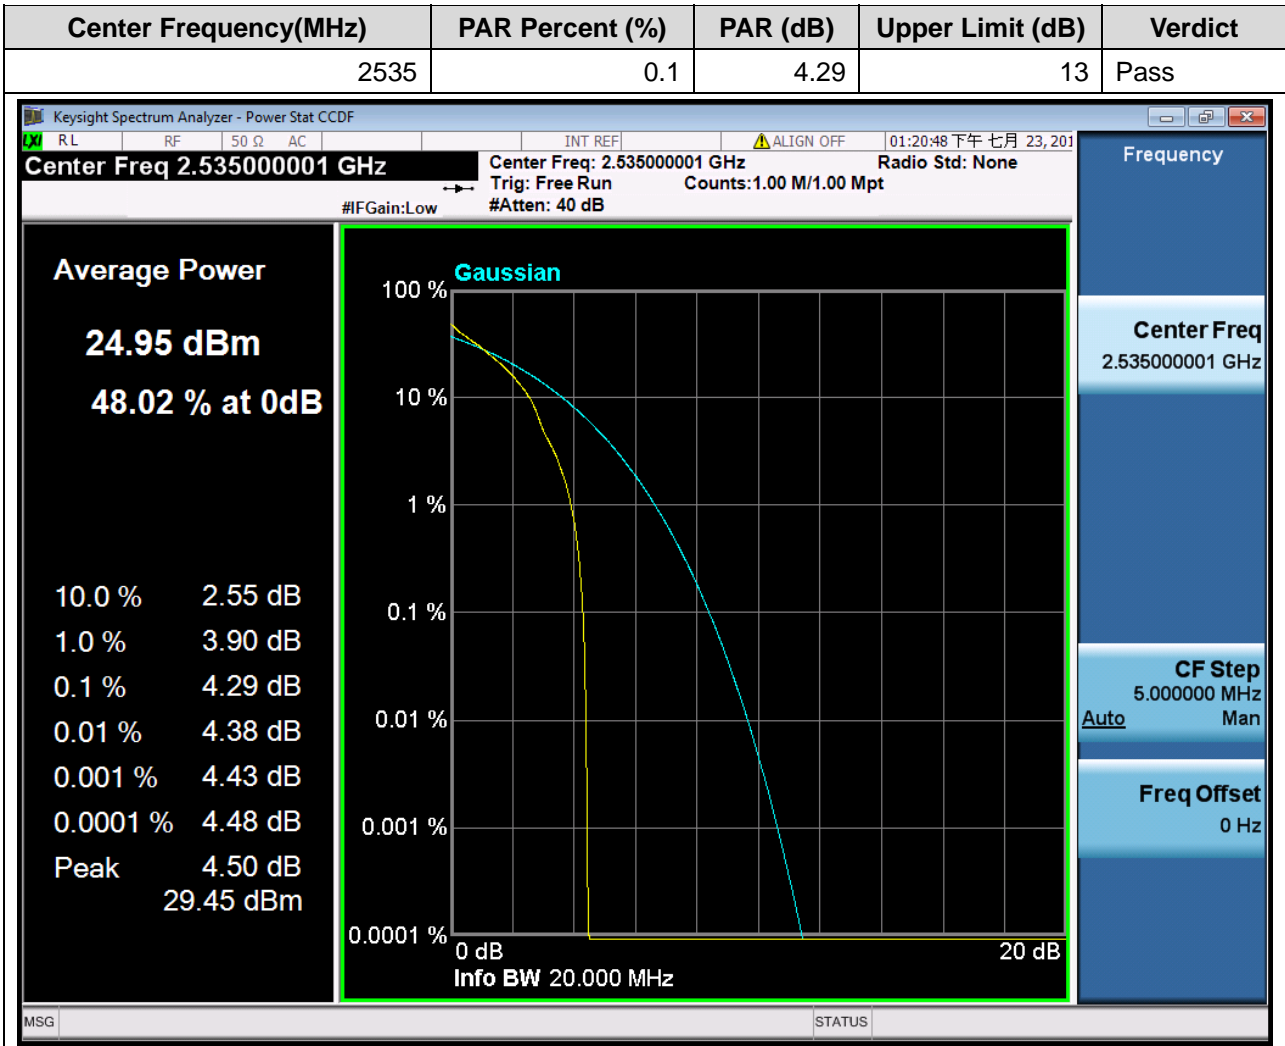 Center Frequency(MHz) PAR Percent (%) PAR (dB) Upper Limit (dB) Verdict
2535 0.1 4.29 13 Pass
Keysight Spectrum Analyzer - Power Stat CCDF
LXI RL RF 50 Ω AC INT REF ALIGN OFF 01:20:48 下午 七月 23, 201
Center Freq 2.535000001 GHz
Center Freq: 2.535000001 GHz Radio Std: None
Trig: Free Run Counts:1.00 M/1.00 Mpt
#IFGain:Low #Atten: 40 dB
Frequency
Average Power
24.95 dBm
48.02 % at 0dB
10.0 % 2.55 dB
1.0 % 3.90 dB
0.1 % 4.29 dB
0.01 % 4.38 dB
0.001 % 4.43 dB
0.0001 % 4.48 dB
Peak 4.50 dB
29.45 dBm
Gaussian
100 %
10 %
1 %
0.1 %
0.01 %
0.001 %
0.0001 %
0 dB 20 dB
Info BW 20.000 MHz
Center Freq
2.535000001 GHz
CF Step
5.000000 MHz
Auto Man
Freq Offset
0 Hz
MSG STATUS